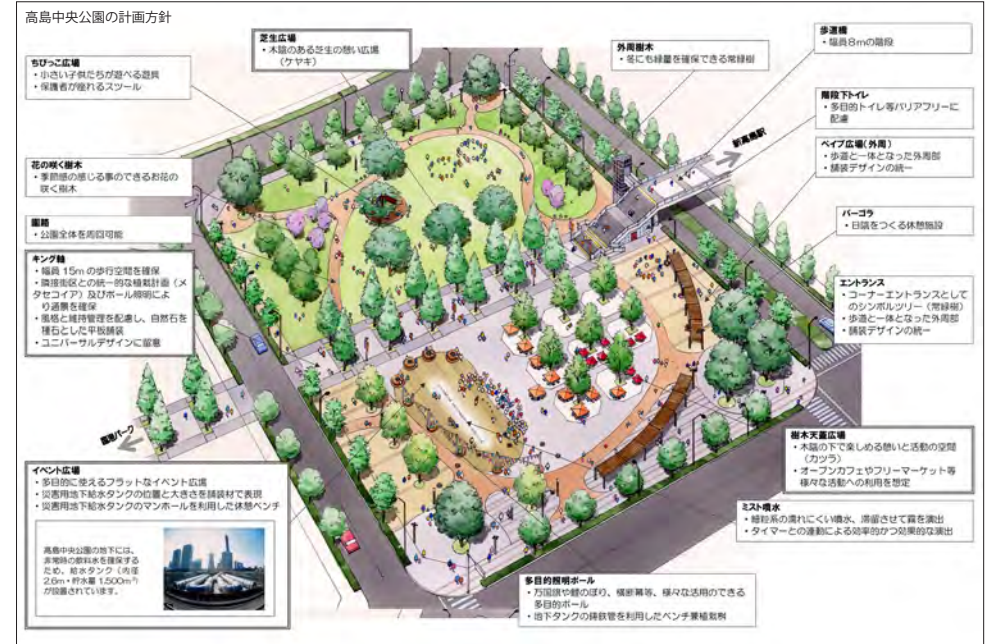 高島中央公園の計画方針
芝生広場
・木陰のある芝生の憩い広場
(ケヤキ)
ちびっこ広場
・小さい子供たちが遊べる遊具
・保護者が座れるスツール
外周樹木
・冬にも緑量を確保できる常緑樹
歩道橋
・幅員8mの階段
階段下トイレ
・多目的トイレ等バリアフリーに
配慮
新高島駅
ペイブ広場(外周)
・歩道と一体となった外周部
・舗装デザインの統一
花の咲く樹木
・季節感の感じる事のできるお花の
咲く樹木
園路
・公園全体を周回可能
パーゴラ
・日陰をつくる休憩施設
キング軸
・幅員 15m の歩行空間を確保
・隣接街区との統一的な植栽計画(メ
タセコイア)及びポール照明によ
り通景を確保
・風格と維持管理を配慮し、自然石を
種石とした平板舗装
・ユニバーサルデザインに留意
エントランス
・コーナーエントランスとして
のシンボルツリー(常緑樹)
・歩道と一体となった外周部
・舗装デザインの統一
臨港パーク
樹木天蓋広場
・木陰の下で楽しめる憩いと活動の空間
(カツラ)
・オープンカフェやフリーマーケット等
様々な活動への利用を想定
イベント広場
・多目的に使えるフラットなイベント広場
・災害用地下給水タンクの位置と大きさを舗装材で表現
・災害用地下給水タンクのマンホールを利用した休憩ベンチ
高島中央公園の地下には、
非常時の飲料水を確保する
ため、給水タンク(内径
2.6m・貯水量 1,500m³)
が設置されています。
ミスト噴水
・細粒系の濡れにくい噴水、滞留させて霧を演出
・タイマーとの連動による効率的かつ効果的な演出
多目的照明ポール
・万国旗や鯉のぼり、横断幕等、様々な活用のできる
多目的ポール
・地下タンクの鋳鉄管を利用したベンチ兼植栽樹